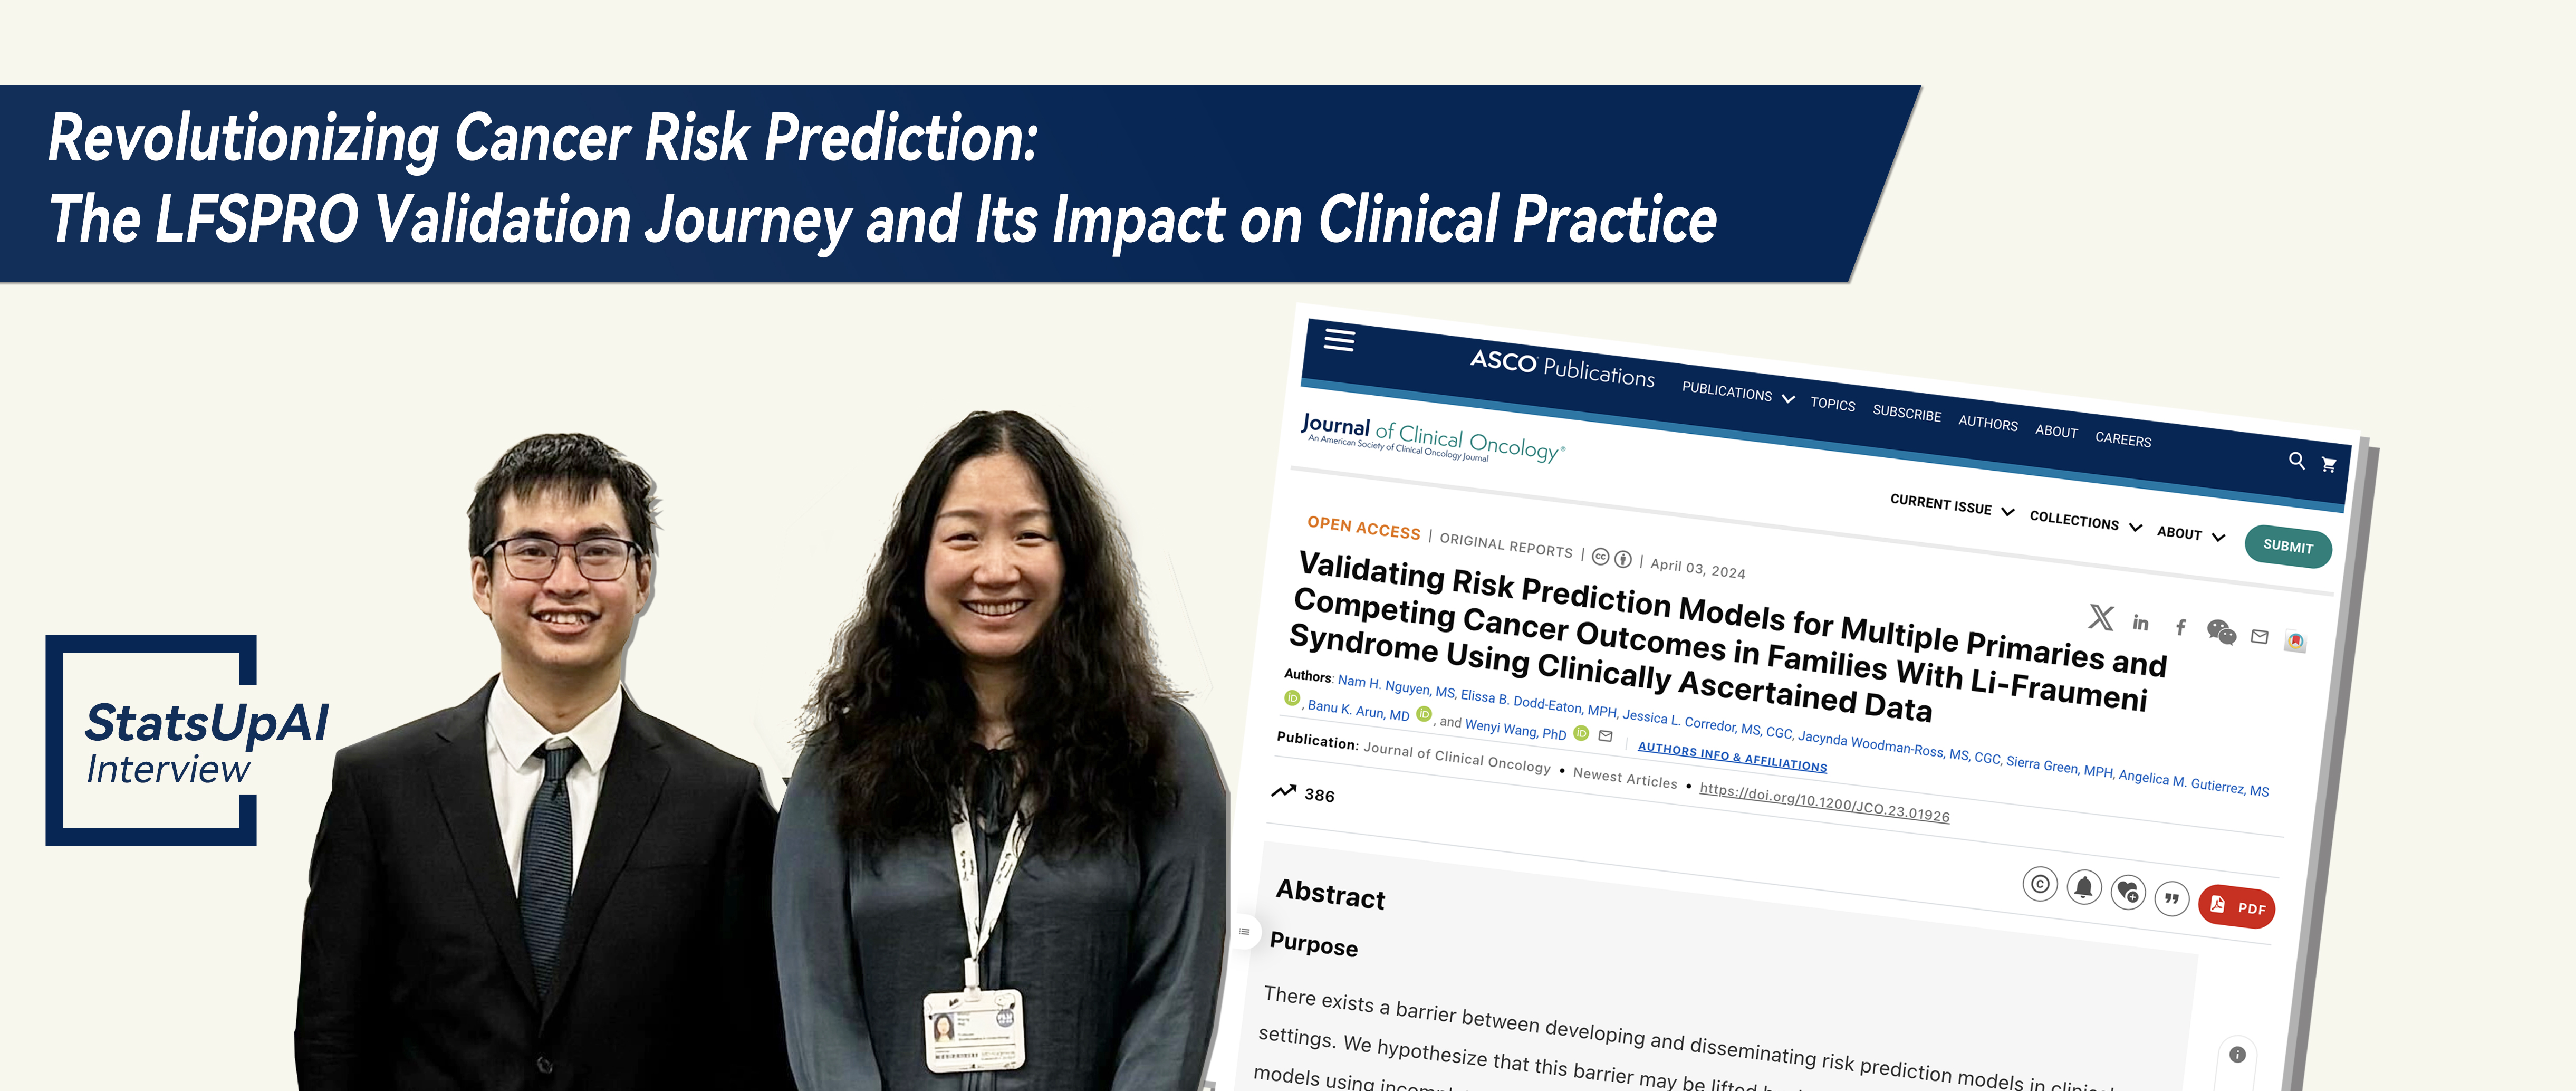 Revolutionizing Cancer Risk Prediction:
The LFSPRO Validation Journey and Its Impact on Clinical Practice
StatsUpAI
Interview
ASCO Publications
PUBLICATIONS
TOPICS
SUBSCRIBE
AUTHORS
ABOUT
CAREERS
Journal of Clinical Oncology®
An American Society of Clinical Oncology Journal
CURRENT ISSUE
COLLECTIONS
ABOUT
SUBMIT
OPEN ACCESS | ORIGINAL REPORTS | cc | April 03, 2024
Validating Risk Prediction Models for Multiple Primaries and
Competing Cancer Outcomes in Families With Li-Fraumeni
Syndrome Using Clinically Ascertained Data
in
f
Authors: Nam H. Nguyen, MS, Elissa B. Dodd-Eaton, MPH, Jessica L. Corredor, MS, CGC, Jacynda Woodman-Ross, MS, CGC, Sierra Green, MPH, Angelica M. Gutierrez, MS
iD, Banu K. Arun, MD iD, and Wenyi Wang, PhD iD | AUTHORS INFO & AFFILIATIONS
Publication: Journal of Clinical Oncology • Newest Articles • https://doi.org/10.1200/JCO.23.01926
386
PDF
Abstract
Purpose
There exists a barrier between developing and disseminating risk prediction models in
settings. We hypothesize that this barrier may be lifted
models using